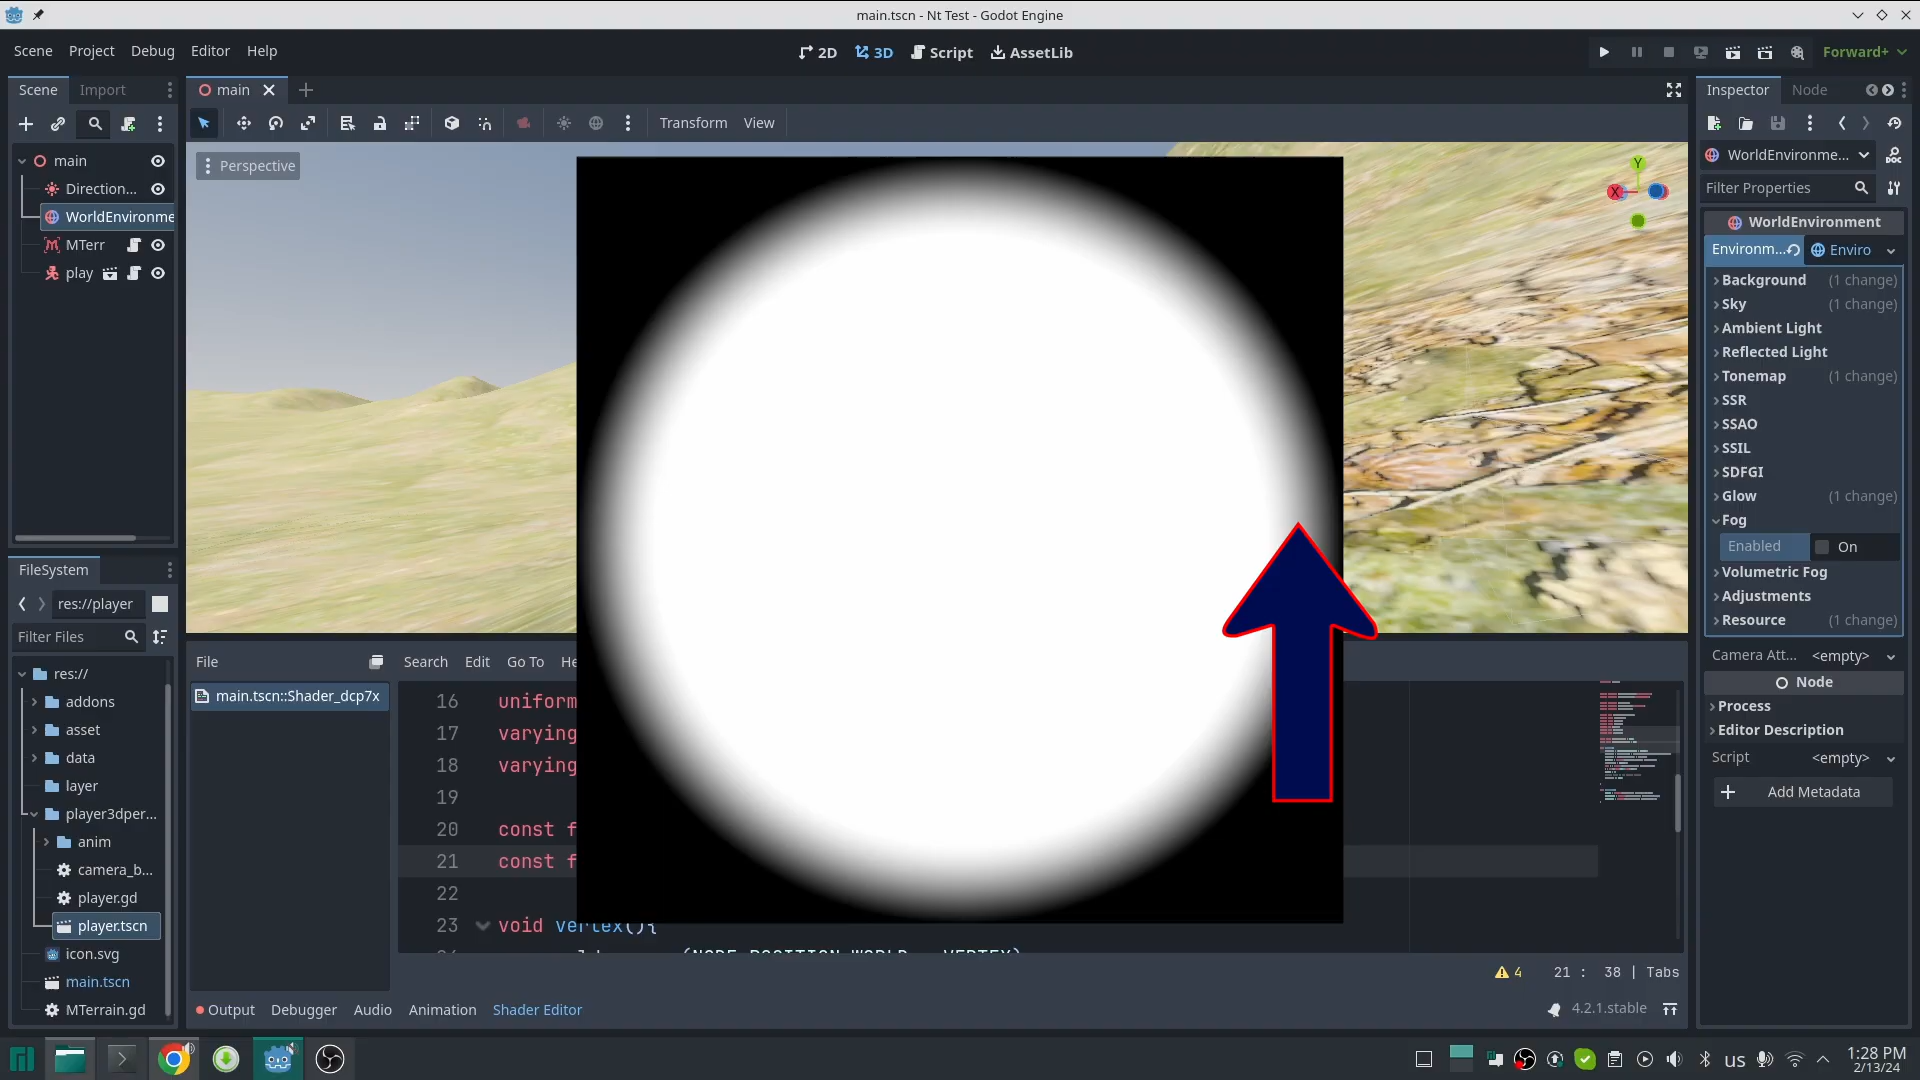 main.tscn - Nt Test - Godot Engine
Scene Project Debug Editor Help
2D 3D Script AssetLib
Forward+
Scene Import
main
Transform View
Perspective
main
Direction...
WorldEnvironme
MTerr
play
FileSystem
res://player
Filter Files
res://
addons
asset
data
layer
player3dper...
anim
camera_b...
player.gd
player.tscn
icon.svg
main.tscn
MTerrain.gd
X
Y
File Search Edit Go To He
main.tscn::Shader_dcp7x
16 uniform
17 varying
18 varying
19
20 const f
21 const f
22
23 void vertex(){
4 21 : 38 | Tabs
Output Debugger Audio Animation Shader Editor
4.2.1.stable
Inspector Node
WorldEnvironme...
Filter Properties
WorldEnvironment
Environm... Enviro
Background (1 change)
Sky (1 change)
Ambient Light
Reflected Light
Tonemap (1 change)
SSR
SSAO
SSIL
SDFGI
Glow (1 change)
Fog
Enabled On
Volumetric Fog
Adjustments
Resource (1 change)
Camera Att... <empty>
Node
Process
Editor Description
Script <empty>
Add Metadata
us
1:28 PM
2/13/24